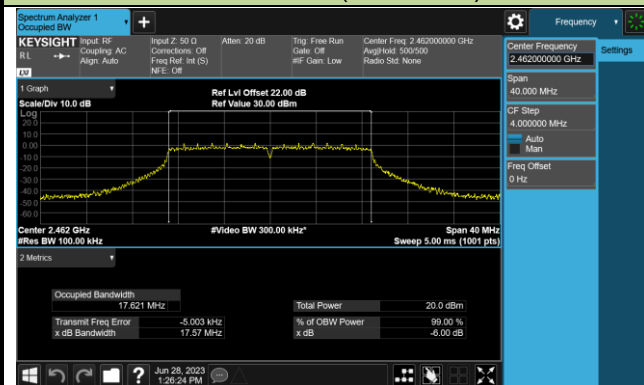 Spectrum Analyzer 1
Occupied BW
+
Frequency
KEYSIGHT
RL
LXI
Input: RF
Coupling: AC
Align: Auto
Input Z: 50 Ω
Corrections: Off
Freq Ref: Int (S)
NFE: Off
Atten: 20 dB
Trig: Free Run
Gate: Off
#IF Gain: Low
Center Freq: 2.462000000 GHz
Avg|Hold: 500/500
Radio Std: None
Center Frequency
2.462000000 GHz
Settings
Span
40.000 MHz
CF Step
4.000000 MHz
Auto
Man
Freq Offset
0 Hz
1 Graph
Scale/Div 10.0 dB
Ref Lvl Offset 22.00 dB
Ref Value 30.00 dBm
Log
20.0
10.0
0.00
-10.0
-20.0
-30.0
-40.0
-50.0
-60.0
Center 2.462 GHz
#Video BW 300.00 kHz*
Span 40 MHz
#Res BW 100.00 kHz
Sweep 5.00 ms (1001 pts)
2 Metrics
Occupied Bandwidth
17.621 MHz
Total Power 20.0 dBm
Transmit Freq Error -5.003 kHz
% of OBW Power 99.00 %
x dB Bandwidth 17.57 MHz
x dB -6.00 dB
?
Jun 28, 2023
1:26:24 PM